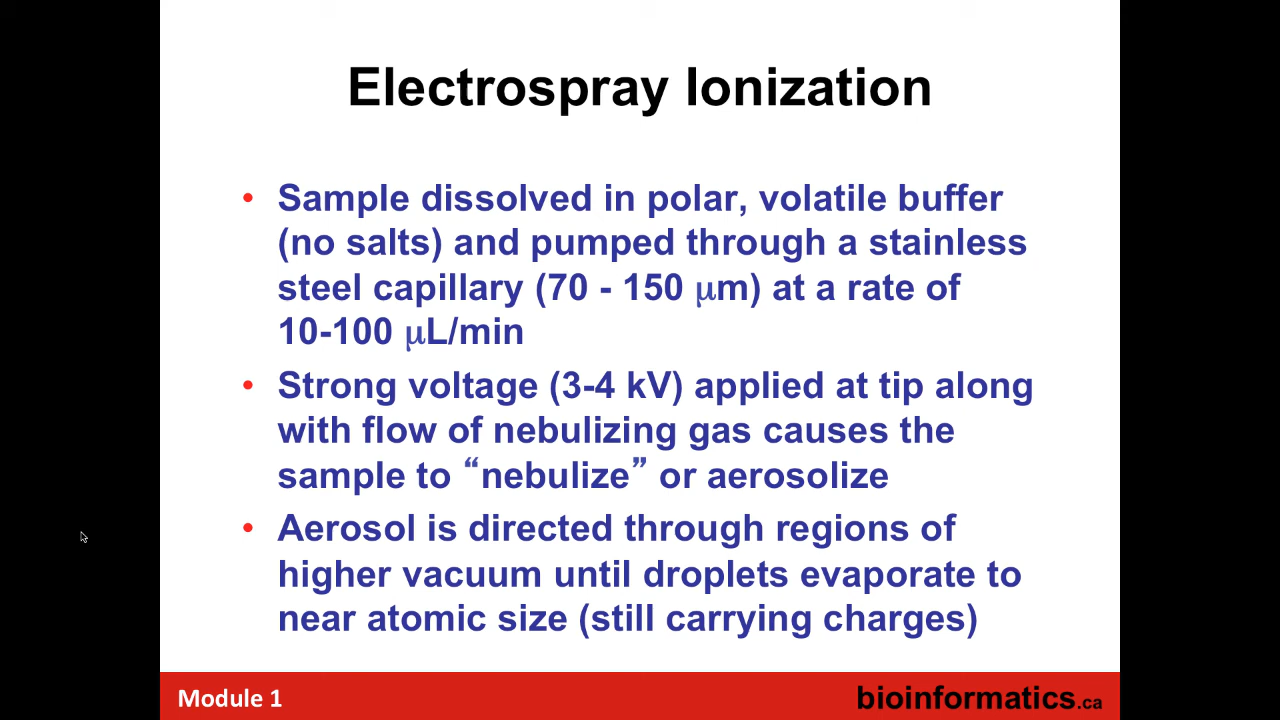 Electrospray Ionization
• Sample dissolved in polar, volatile buffer
(no salts) and pumped through a stainless
steel capillary (70 - 150 μm) at a rate of
10-100 μL/min
• Strong voltage (3-4 kV) applied at tip along
with flow of nebulizing gas causes the
sample to “nebulize” or aerosolize
• Aerosol is directed through regions of
higher vacuum until droplets evaporate to
near atomic size (still carrying charges)
Module 1
bioinformatics.ca